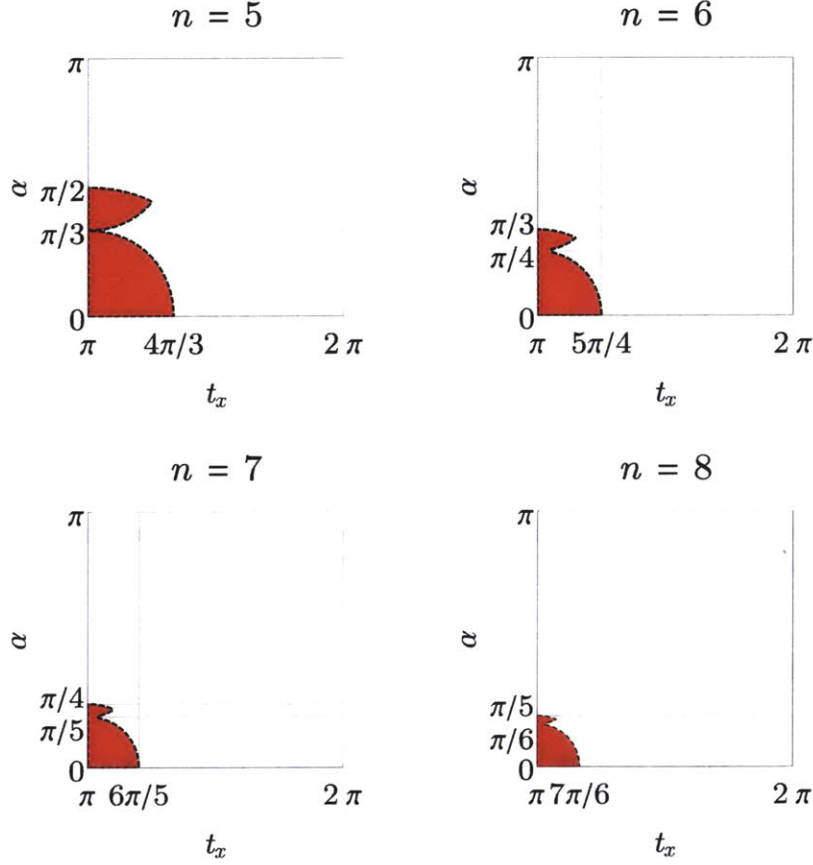 n = 5
π
α
π/2
π/3
0
π 4π/3 2π
t_x
n = 6
π
α
π/3
π/4
0
π 5π/4 2π
t_x
n = 7
π
α
π/4
π/5
0
π 6π/5 2π
t_x
n = 8
π
α
π/5
π/6
0
π 7π/6 2π
t_x